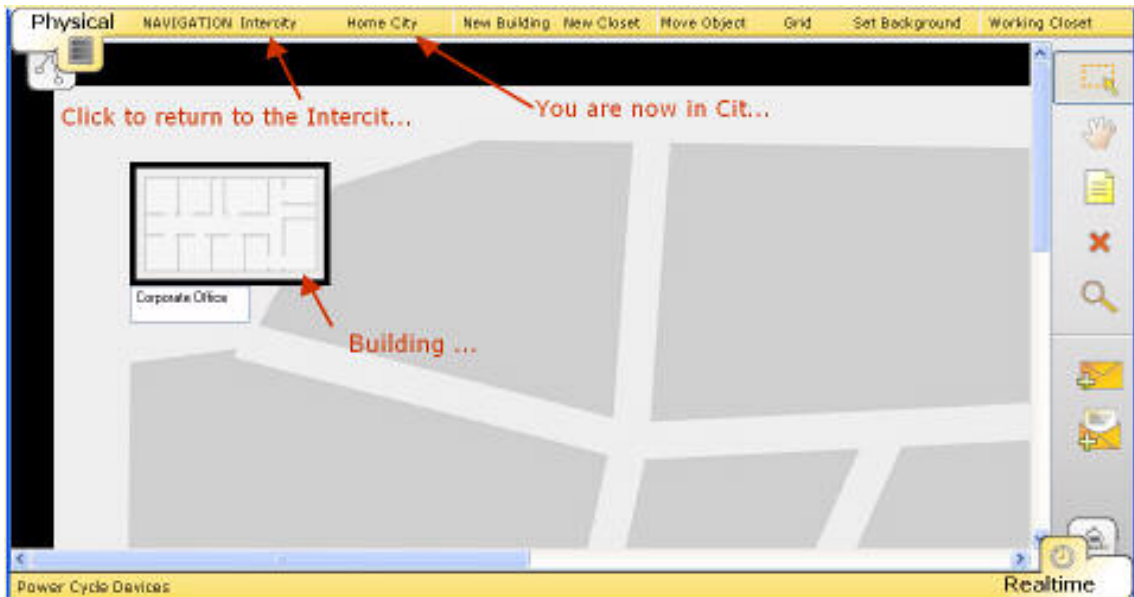 Physical NAVIGATION Intercity Home City New Building New Closet Move Object Grid Set Background Working Closet
Click to return to the Intercit...
You are now in Cit...
Corporate Office
Building ...
Power Cycle Devices
Realtime